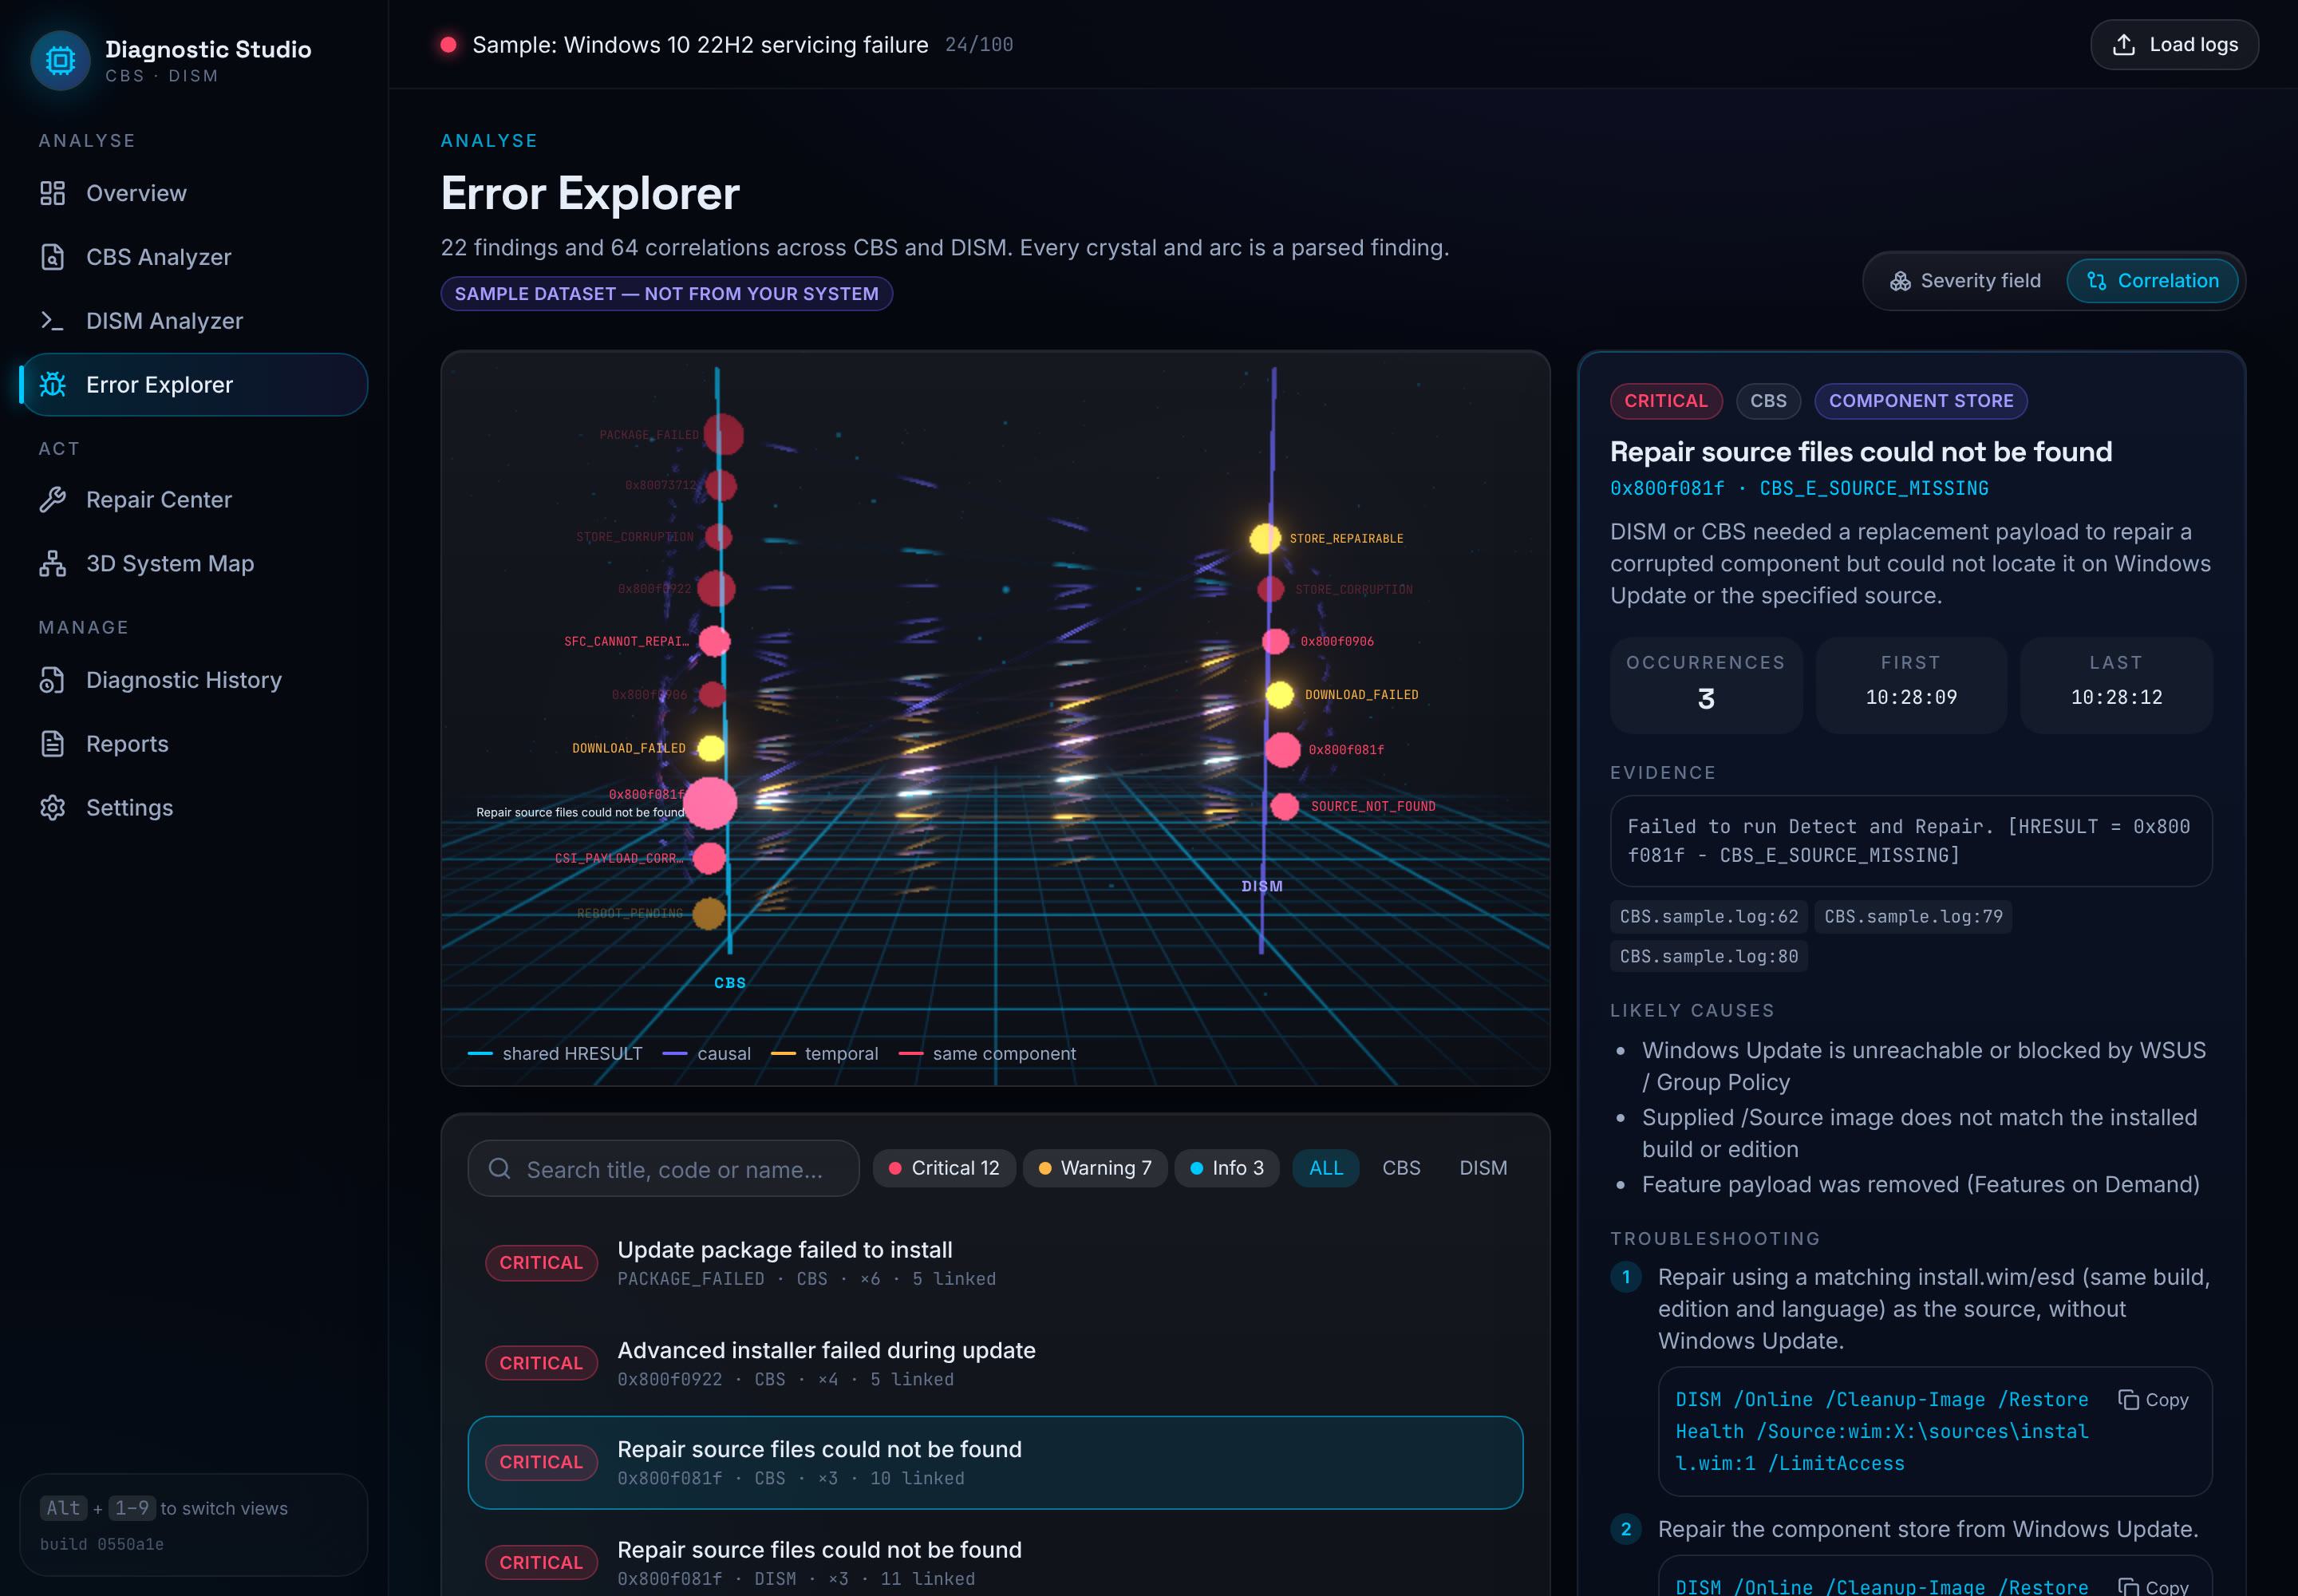 Diagnostic Studio
CBS · DISM
ANALYSE
Overview
CBS Analyzer
DISM Analyzer
Error Explorer
ACT
Repair Center
3D System Map
MANAGE
Diagnostic History
Reports
Settings
Alt + 1–9 to switch views
build 0550a1e
Sample: Windows 10 22H2 servicing failure 24/100
Load logs
ANALYSE
Error Explorer
22 findings and 64 correlations across CBS and DISM. Every crystal and arc is a parsed finding.
SAMPLE DATASET — NOT FROM YOUR SYSTEM
Severity field
Correlation
PACKAGE_FAILED
0x80073712
STORE_CORRUPTION
0x800f0922
SFC_CANNOT_REPAI…
0x800f0906
DOWNLOAD_FAILED
0x800f081f
Repair source files could not be found
CSI_PAYLOAD_CORR…
REBOOT_PENDING
CBS
STORE_REPAIRABLE
STORE_CORRUPTION
0x800f0906
DOWNLOAD_FAILED
0x800f081f
SOURCE_NOT_FOUND
DISM
shared HRESULT
causal
temporal
same component
Search title, code or name…
Critical 12
Warning 7
Info 3
ALL
CBS
DISM
CRITICAL
Update package failed to install
PACKAGE_FAILED · CBS · ×6 · 5 linked
CRITICAL
Advanced installer failed during update
0x800f0922 · CBS · ×4 · 5 linked
CRITICAL
Repair source files could not be found
0x800f081f · CBS · ×3 · 10 linked
CRITICAL
Repair source files could not be found
0x800f081f · DISM · ×3 · 11 linked
CRITICAL
CBS
COMPONENT STORE
Repair source files could not be found
0x800f081f · CBS_E_SOURCE_MISSING
DISM or CBS needed a replacement payload to repair a
corrupted component but could not locate it on Windows
Update or the specified source.
OCCURRENCES
3
FIRST
10:28:09
LAST
10:28:12
EVIDENCE
Failed to run Detect and Repair. [HRESULT = 0x800
f081f - CBS_E_SOURCE_MISSING]
CBS.sample.log:62
CBS.sample.log:79
CBS.sample.log:80
LIKELY CAUSES
Windows Update is unreachable or blocked by WSUS
/ Group Policy
Supplied /Source image does not match the installed
build or edition
Feature payload was removed (Features on Demand)
TROUBLESHOOTING
1
Repair using a matching install.wim/esd (same build,
edition and language) as the source, without
Windows Update.
DISM /Online /Cleanup-Image /Restore
Health /Source:wim:X:\sources\instal
l.wim:1 /LimitAccess
Copy
2
Repair the component store from Windows Update.
DISM /Online /Cleanup-Image /Restore
Copy